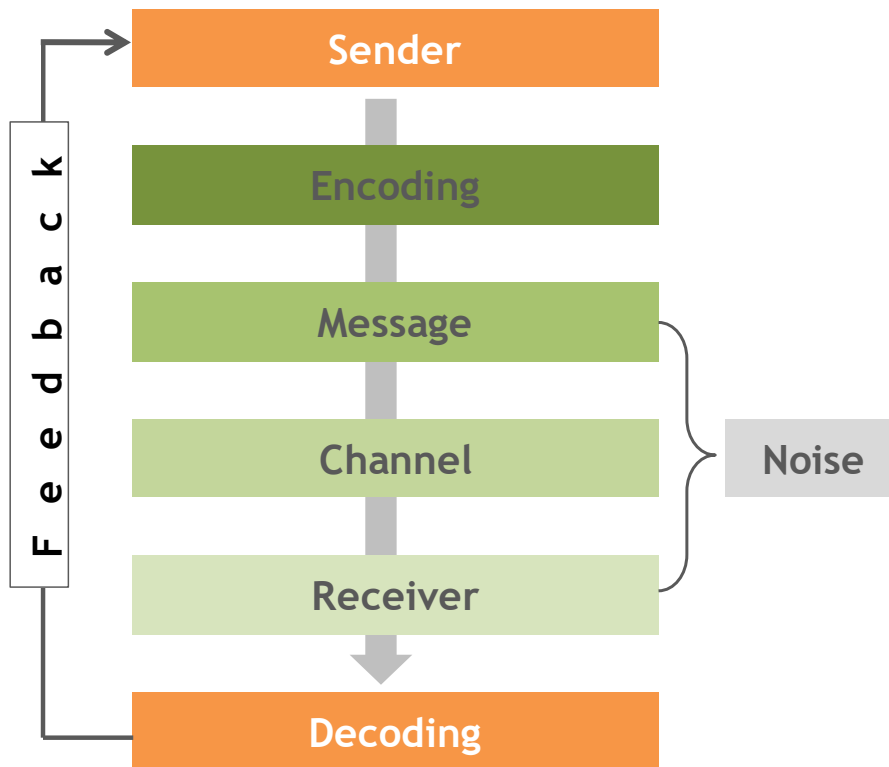 Sender
Encoding
Message
Channel
Noise
Receiver
Decoding
Feedback